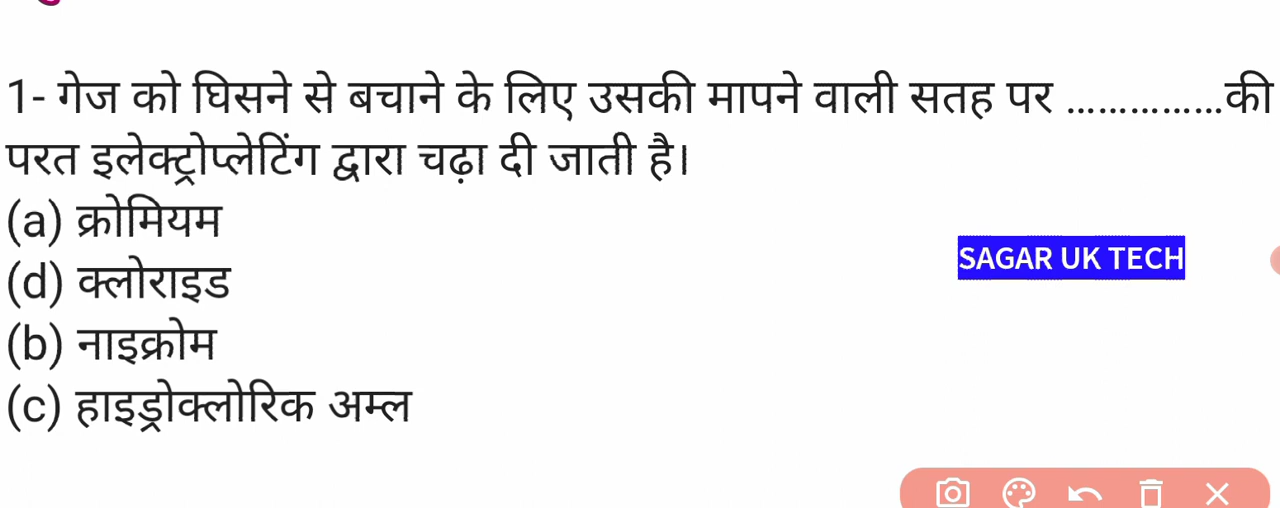 1- गेज को घिसने से बचाने के लिए उसकी मापने वाली सतह पर ...............की
परत इलेक्ट्रोप्लेटिंग द्वारा चढ़ा दी जाती है।
(a) क्रोमियम
(d) क्लोराइड
SAGAR UK TECH
(b) नाइक्रोम
(c) हाइड्रोक्लोरिक अम्ल